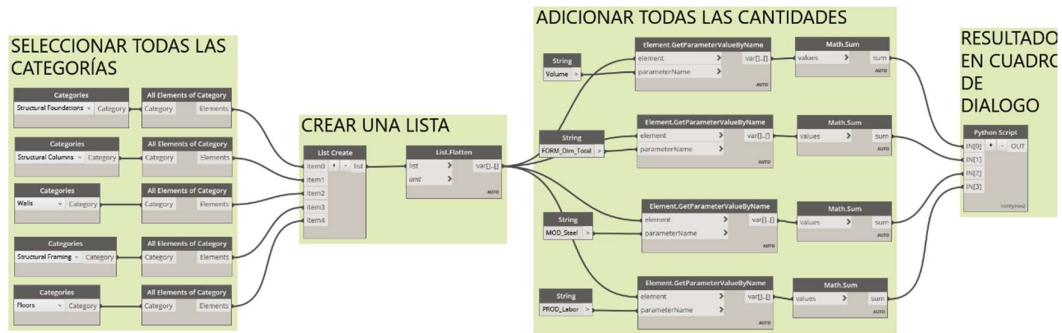 SELECCIONAR TODAS LAS
CATEGORÍAS
Categories
Structural Foundations Category
All Elements of Category
Category Elements
Categories
Structural Columns Category
All Elements of Category
Category Elements
Categories
Walls Category
All Elements of Category
Category Elements
Categories
Structural Framing Category
All Elements of Category
Category Elements
Categories
Floors Category
All Elements of Category
Category Elements
CREAR UNA LISTA
List Create
item0 + - list
item1
item2
item3
item4
List.Flatten
list > var[]..[]
amt >
AUTO
ADICIONAR TODAS LAS CANTIDADES
String
Volume >
Element.GetParameterValueByName
element > var[]..[]
parameterName >
AUTO
Math.Sum
values > sum
AUTO
String
FORM_Dim_Total >
Element.GetParameterValueByName
element > var[]..[]
parameterName >
AUTO
Math.Sum
values > sum
AUTO
String
MOD_Steel >
Element.GetParameterValueByName
element > var[]..[]
parameterName >
AUTO
Math.Sum
values > sum
AUTO
String
PROD_Labor >
Element.GetParameterValueByName
element > var[]..[]
parameterName >
AUTO
Math.Sum
values > sum
AUTO
RESULTADO
EN CUADRO
DE
DIALOGO
Python Script
IN[0] + - OUT
IN[1]
IN[2]
IN[3]